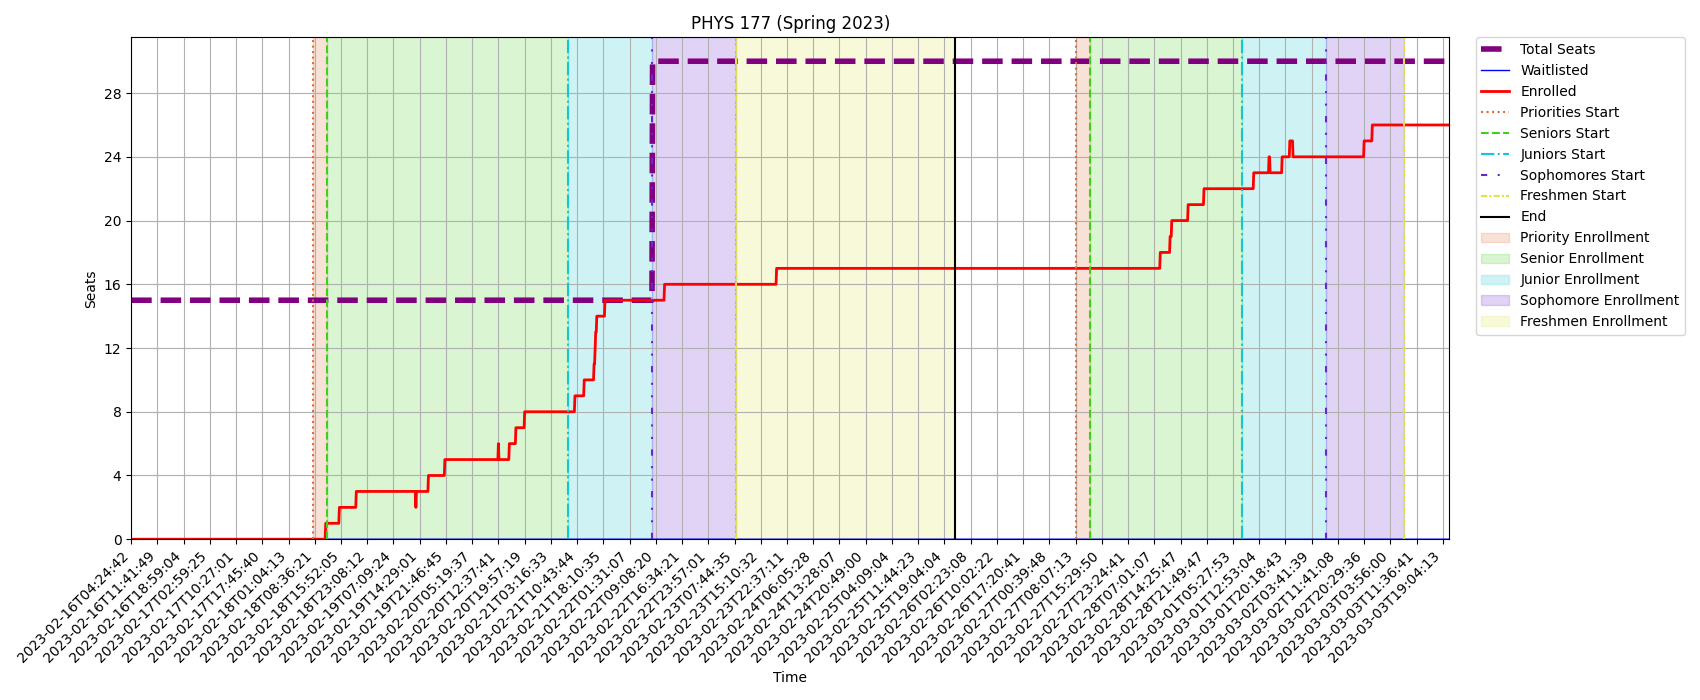 PHYS 177 (Spring 2023)
Seats
28
24
20
16
12
8
4
0
2023-02-16T04:24:42
2023-02-16T11:41:49
2023-02-16T18:59:04
2023-02-17T02:59:25
2023-02-17T10:27:01
2023-02-17T17:45:40
2023-02-18T01:04:13
2023-02-18T08:36:21
2023-02-18T15:52:05
2023-02-18T23:08:12
2023-02-19T07:09:24
2023-02-19T14:29:01
2023-02-19T21:46:45
2023-02-20T05:19:37
2023-02-20T12:37:41
2023-02-20T19:57:19
2023-02-21T03:16:33
2023-02-21T10:43:44
2023-02-21T18:10:35
2023-02-22T01:31:07
2023-02-22T09:08:20
2023-02-22T16:34:21
2023-02-22T23:57:01
2023-02-23T07:44:35
2023-02-23T15:10:32
2023-02-23T22:37:11
2023-02-24T06:05:28
2023-02-24T13:28:07
2023-02-24T20:49:00
2023-02-25T04:09:04
2023-02-25T11:44:23
2023-02-25T19:04:04
2023-02-26T02:23:08
2023-02-26T10:02:22
2023-02-26T17:20:41
2023-02-27T00:39:48
2023-02-27T08:07:13
2023-02-27T15:29:50
2023-02-27T23:24:41
2023-02-28T07:01:07
2023-02-28T14:25:47
2023-02-28T21:49:47
2023-03-01T05:27:53
2023-03-01T12:53:04
2023-03-01T20:18:43
2023-03-02T03:41:39
2023-03-02T11:41:08
2023-03-02T20:29:36
2023-03-03T03:56:00
2023-03-03T11:36:41
2023-03-03T19:04:13
Time
Total Seats
Waitlisted
Enrolled
Priorities Start
Seniors Start
Juniors Start
Sophomores Start
Freshmen Start
End
Priority Enrollment
Senior Enrollment
Junior Enrollment
Sophomore Enrollment
Freshmen Enrollment